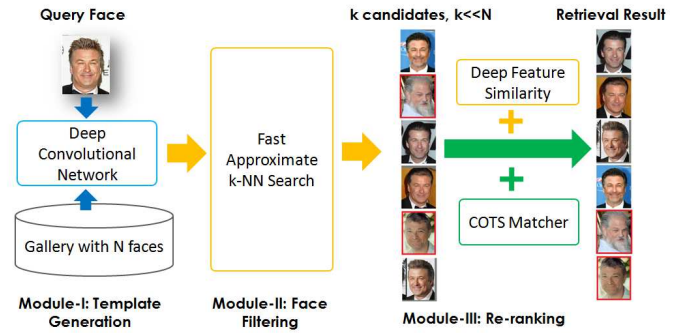 Query Face
k candidates, k<<N
Retrieval Result
Deep
Convolutional
Network
Gallery with N faces
Fast
Approximate
k-NN Search
Deep Feature
Similarity
COTS Matcher
Module-I: Template
Generation
Module-II: Face
Filtering
Module-III: Re-ranking